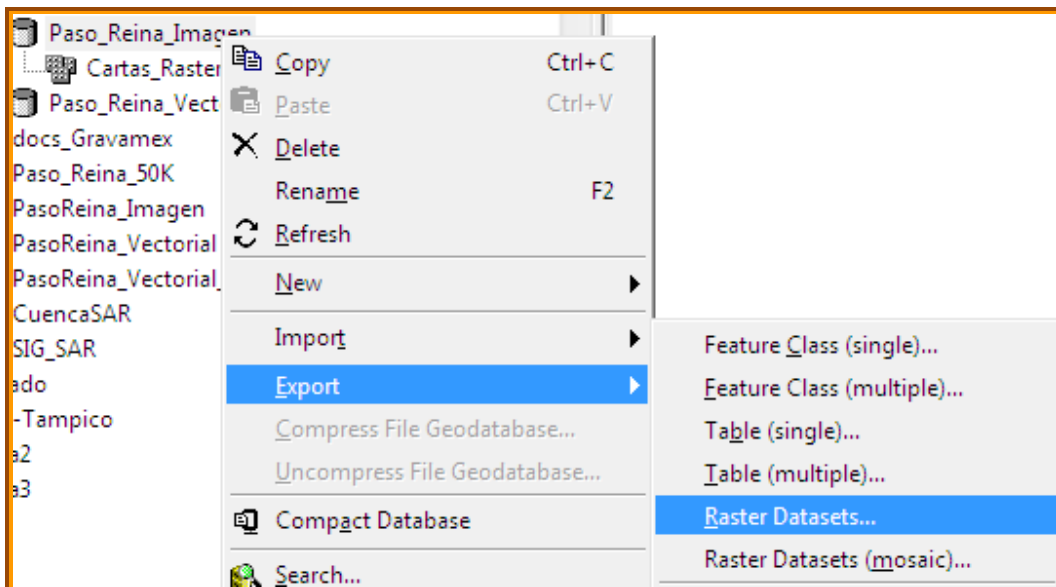 Paso_Reina_Imagen
Cartas_Raster
Paso_Reina_Vect
docs_Gravamex
Paso_Reina_50K
PasoReina_Imagen
PasoReina_Vectorial
PasoReina_Vectorial_
CuencaSAR
SIG_SAR
ado
-Tampico
a2
a3
Copy Ctrl+C
Paste Ctrl+V
Delete
Rename F2
Refresh
New
Import
Export
Compress File Geodatabase...
Uncompress File Geodatabase...
Compact Database
Search...
Feature Class (single)...
Feature Class (multiple)...
Table (single)...
Table (multiple)...
Raster Datasets...
Raster Datasets (mosaic)...